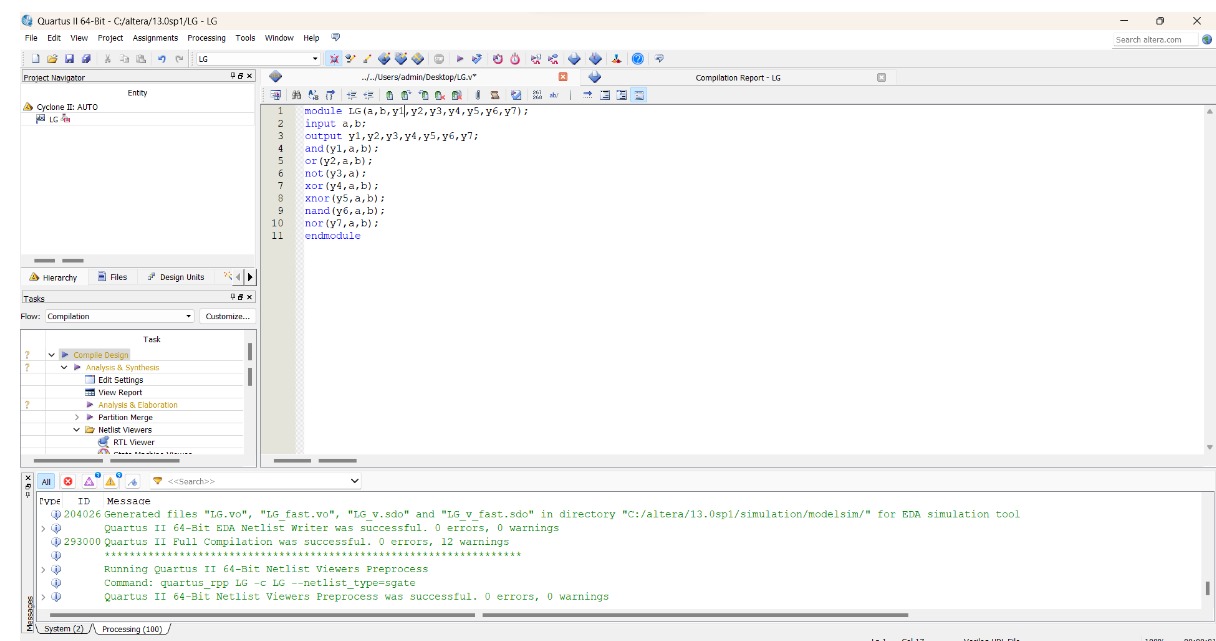 Quartus II 64-Bit - C:/altera/13.0sp1/LG - LG
File Edit View Project Assignments Processing Tools Window Help
Search altera.com
LG
Project Navigator
../../Users/admin/Desktop/LG.v*
Compilation Report - LG
Entity
Cyclone II: AUTO
LG
1 module LG(a,b,y1,y2,y3,y4,y5,y6,y7);
2 input a,b;
3 output y1,y2,y3,y4,y5,y6,y7;
4 and(y1,a,b);
5 or(y2,a,b);
6 not(y3,a);
7 xor(y4,a,b);
8 xnor(y5,a,b);
9 nand(y6,a,b);
10 nor(y7,a,b);
11 endmodule
Hierarchy Files Design Units
Tasks
Flow: Compilation Customize...
Task
Compile Design
Analysis & Synthesis
Edit Settings
View Report
Analysis & Elaboration
Partition Merge
Netlist Viewers
RTL Viewer
State Machine Viewer
All <<Search>>
Type ID Message
204026 Generated files "LG.vo", "LG_fast.vo", "LG_v.sdo" and "LG_v_fast.sdo" in directory "C:/altera/13.0sp1/simulation/modelsim/" for EDA simulation tool
Quartus II 64-Bit EDA Netlist Writer was successful. 0 errors, 0 warnings
293000 Quartus II Full Compilation was successful. 0 errors, 12 warnings
*******************************************************************
Running Quartus II 64-Bit Netlist Viewers Preprocess
Command: quartus_rpp LG -c LG --netlist_type=sgate
Quartus II 64-Bit Netlist Viewers Preprocess was successful. 0 errors, 0 warnings
Messages
System (2) Processing (100)